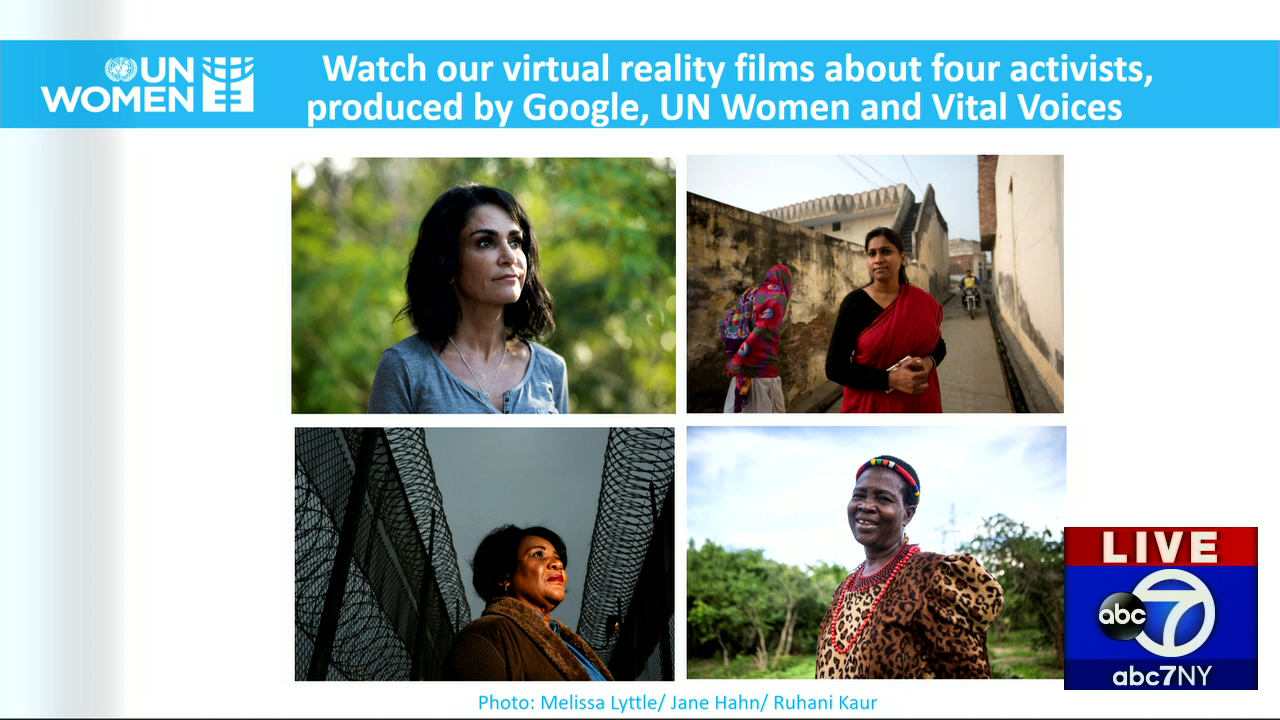 UN
WOMEN
Watch our virtual reality films about four activists,
produced by Google, UN Women and Vital Voices
LIVE
abc 7
abc7NY
Photo: Melissa Lyttle/ Jane Hahn/ Ruhani Kaur